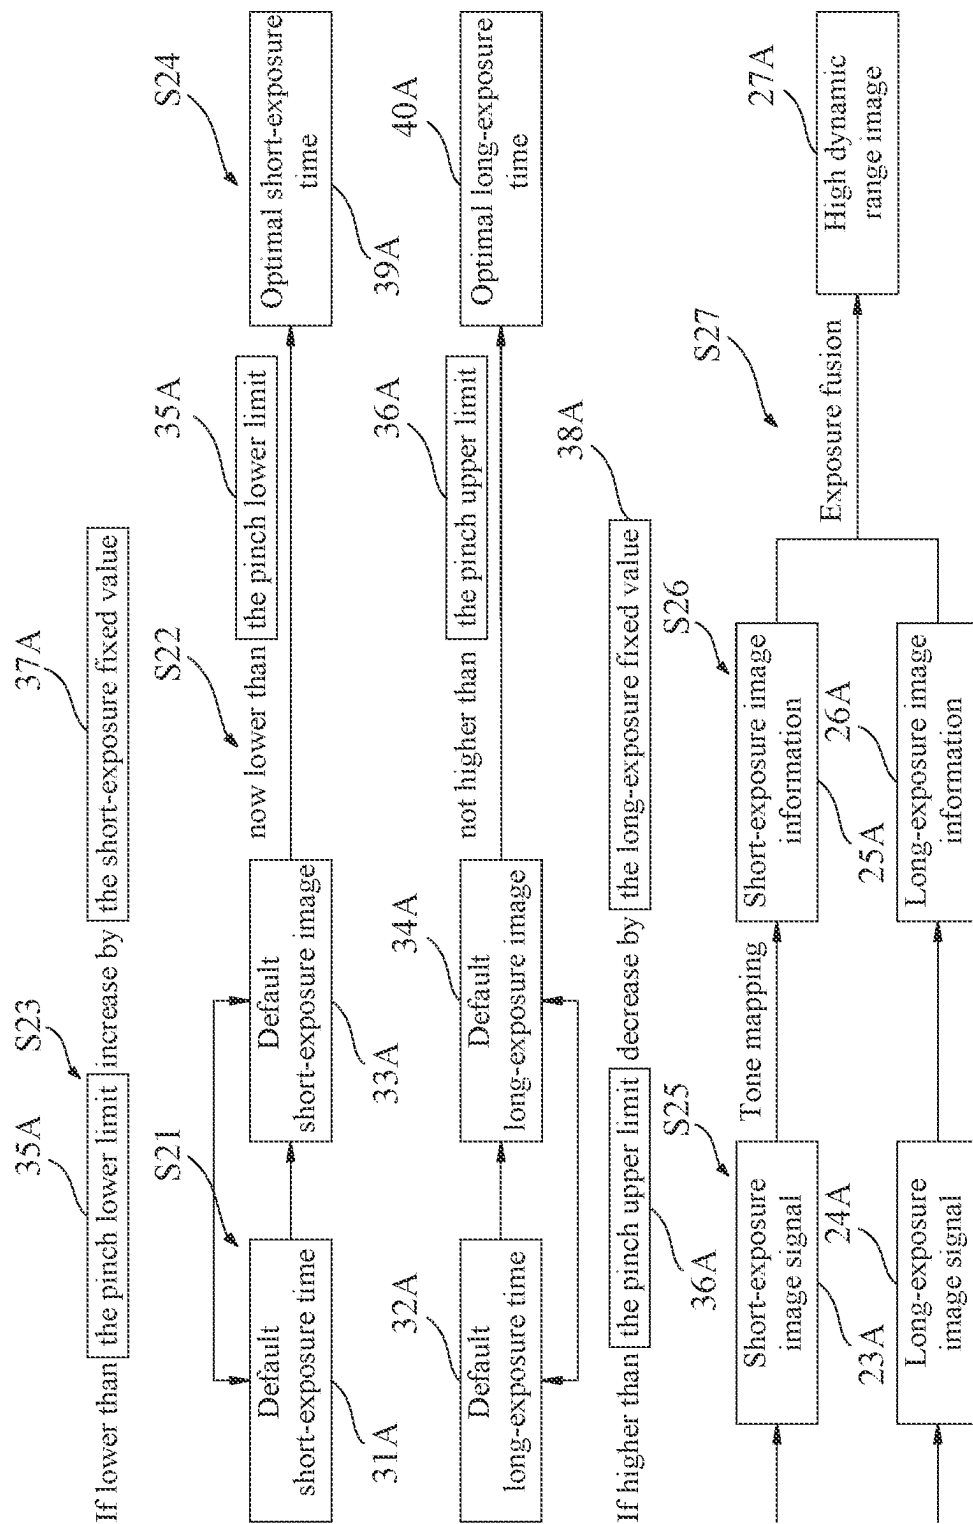 35A
S23
37A
If lower than the pinch lower limit increase by the short-exposure fixed value
S21
S22
35A
S24
Default
short-exposure time
Default
short-exposure image
now lower than the pinch lower limit
Optimal short-exposure
time
31A
33A
39A
32A
34A
36A
40A
Default
long-exposure time
Default
long-exposure image
not higher than the pinch upper limit
Optimal long-exposure
time
38A
If higher than the pinch upper limit decrease by the long-exposure fixed value
36A
S25
S26
S27
27A
Short-exposure
image signal
Tone mapping
Short-exposure image
information
Exposure fusion
High dynamic
range image
23A
24A
25A
26A
Long-exposure
image signal
Long-exposure image
information